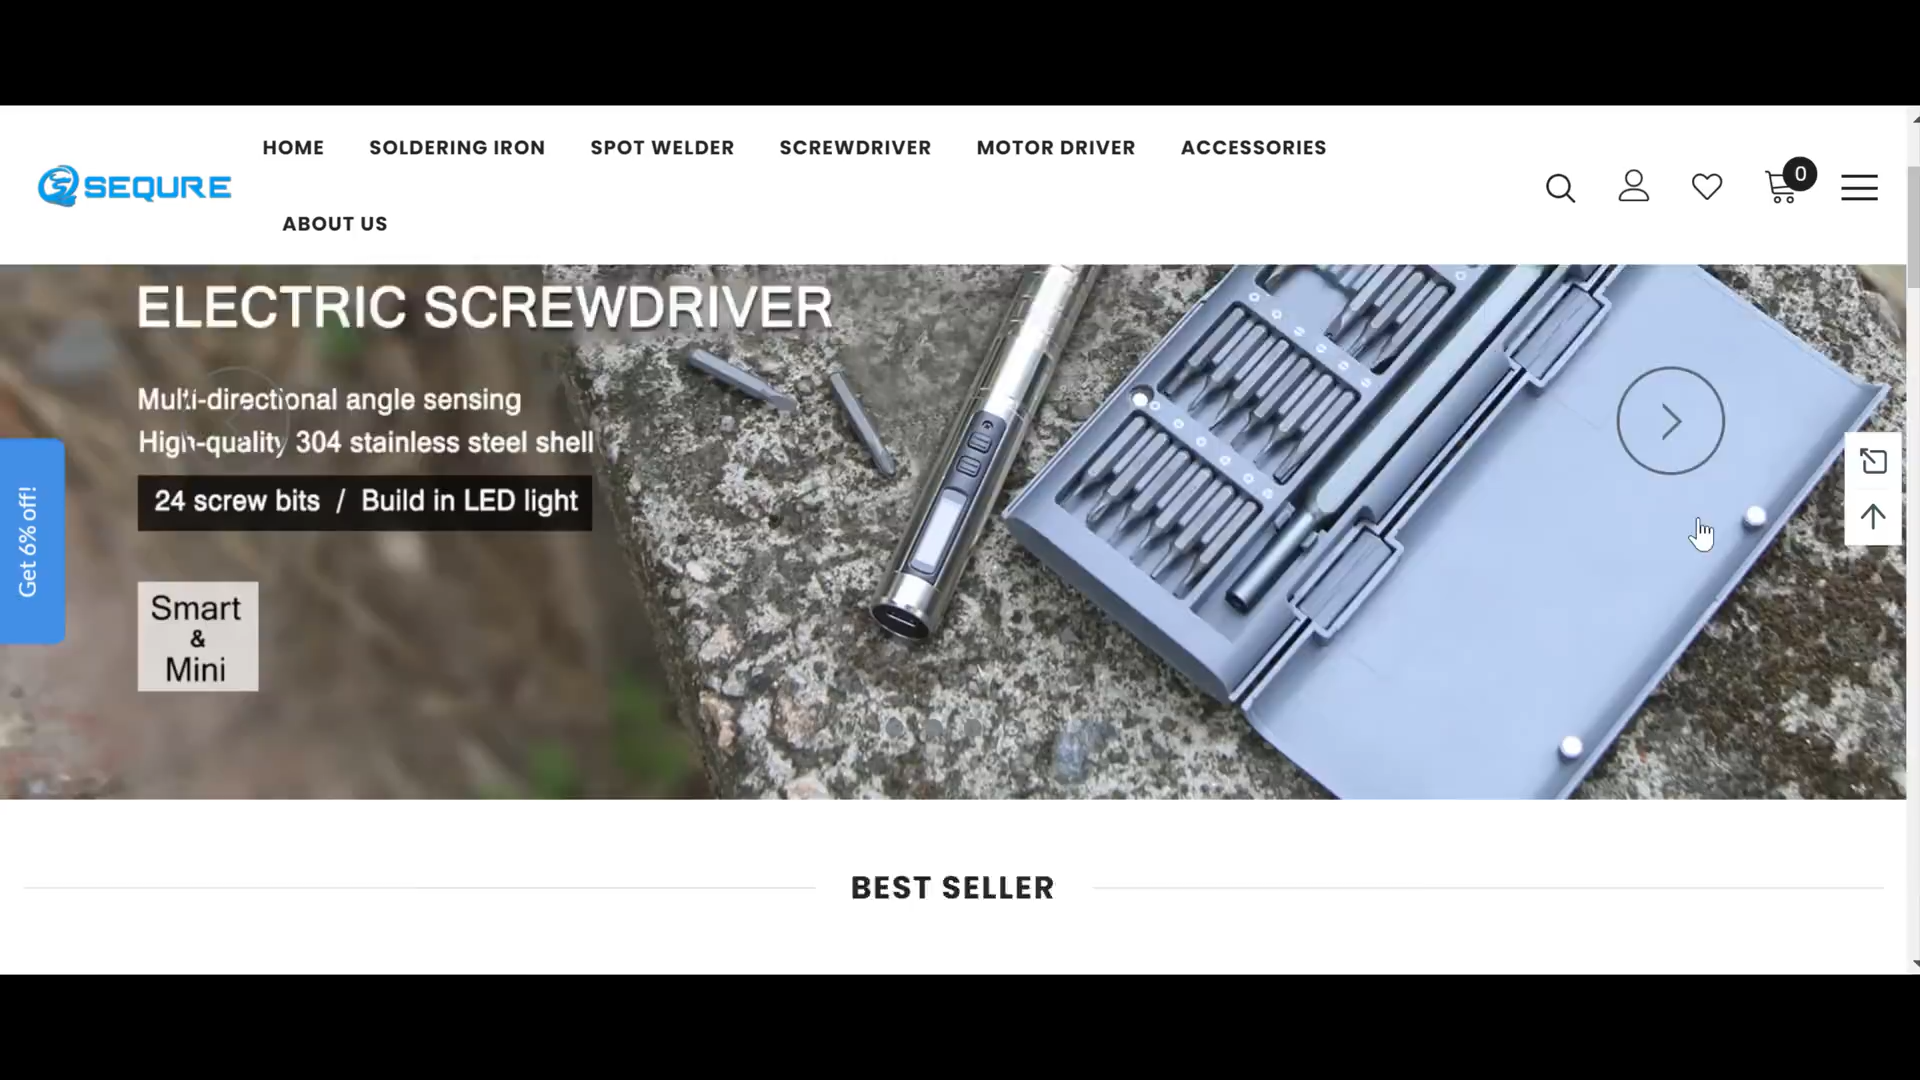 HOME SOLDERING IRON SPOT WELDER SCREWDRIVER MOTOR DRIVER ACCESSORIES
SEQURE
0
ABOUT US
ELECTRIC SCREWDRIVER
Multi-directional angle sensing
High-quality 304 stainless steel shell
24 screw bits / Build in LED light
Get 6% off!
Smart
&
Mini
BEST SELLER